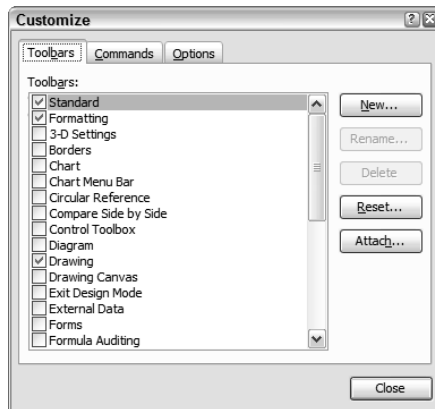 Customize
Toolbars Commands Options
Toolbars:
Standard
Formatting
3-D Settings
Borders
Chart
Chart Menu Bar
Circular Reference
Compare Side by Side
Control Toolbox
Diagram
Drawing
Drawing Canvas
Exit Design Mode
External Data
Forms
Formula Auditing
New...
Rename...
Delete
Reset...
Attach...
Close